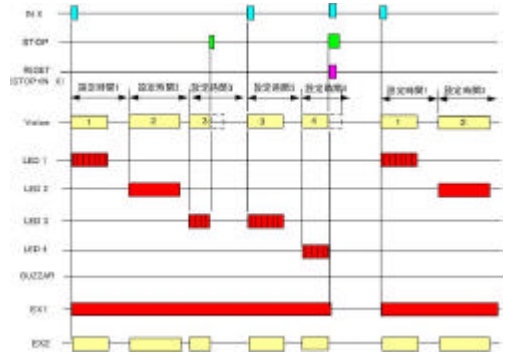 IN X
STOP
RESET
(STOP+IN X)
設定時間1 設定時間2 設定時間3 設定時間3 設定時間4 設定時間1 設定時間2
Voice 1 2 3 3 4 1 2
LED 1
LED 2
LED 3
LED 4
BUZZAR
EX1
EX2